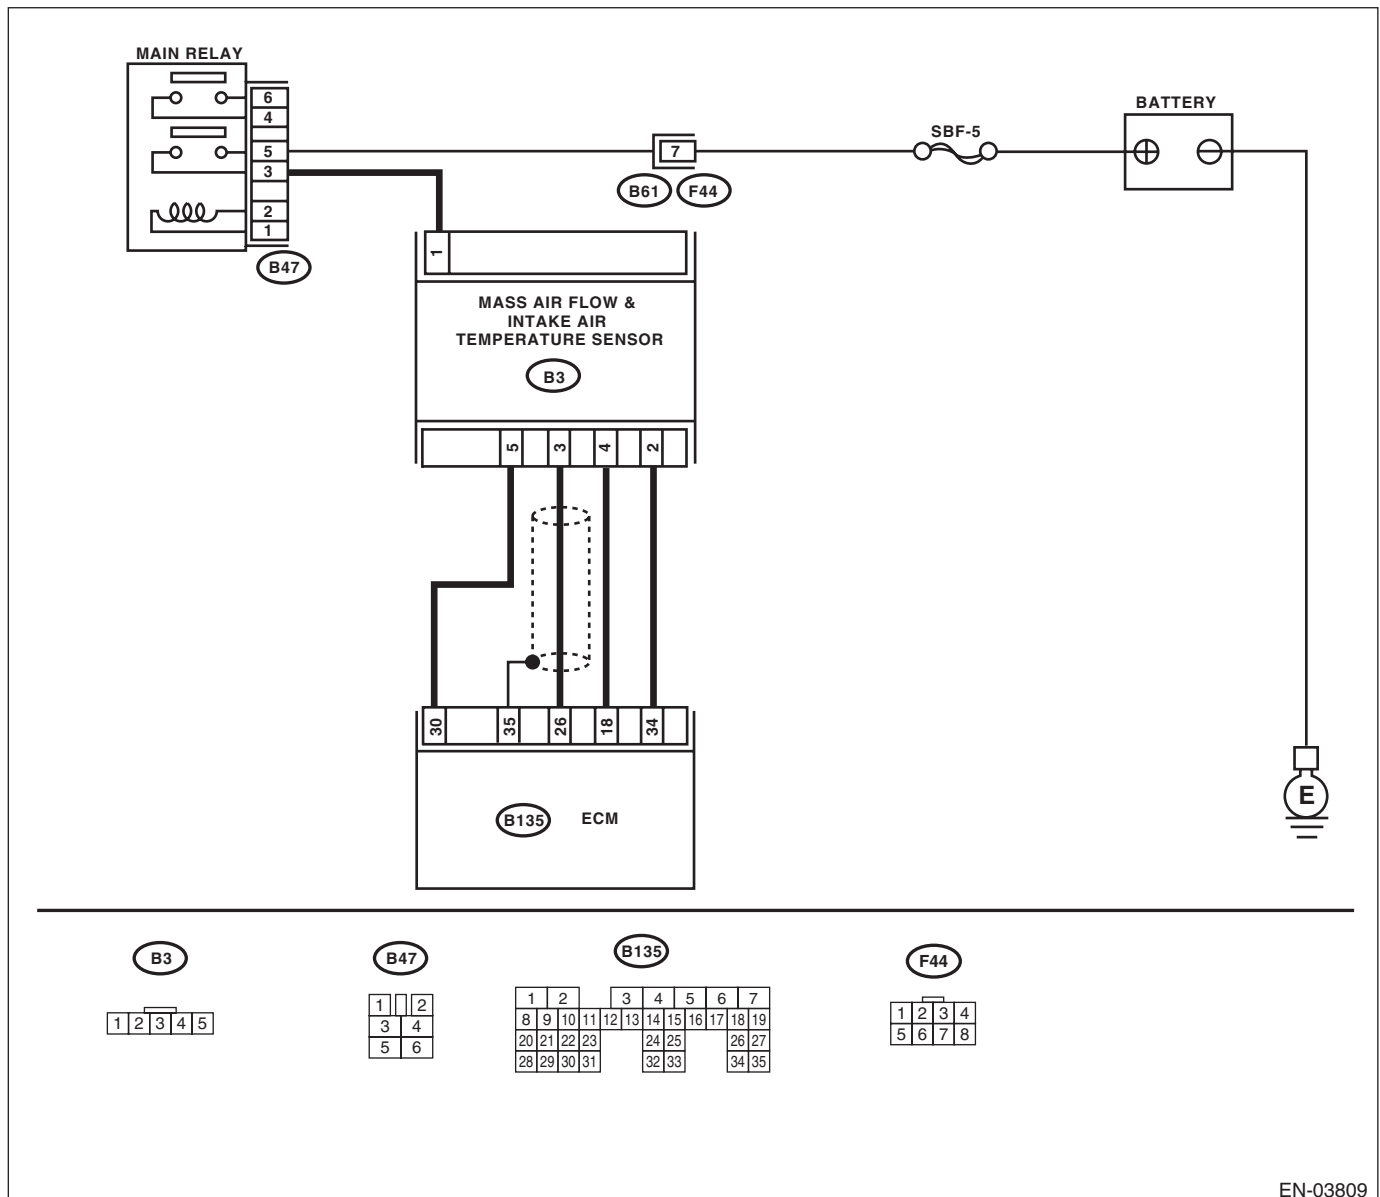 MAIN RELAY
6
4
5
3
2
1
B47
7
B61 F44
SBF-5
BATTERY
1
MASS AIR FLOW &
INTAKE AIR
TEMPERATURE SENSOR
B3
5 3 4 2
30 35 26 18 34
B135 ECM
E
B3
1 2 3 4 5
B47
1 2
3 4
5 6
B135
1 2 3 4 5 6 7
8 9 10 11 12 13 14 15 16 17 18 19
20 21 22 23 24 25 26 27
28 29 30 31 32 33 34 35
F44
1 2 3 4
5 6 7 8
EN-03809